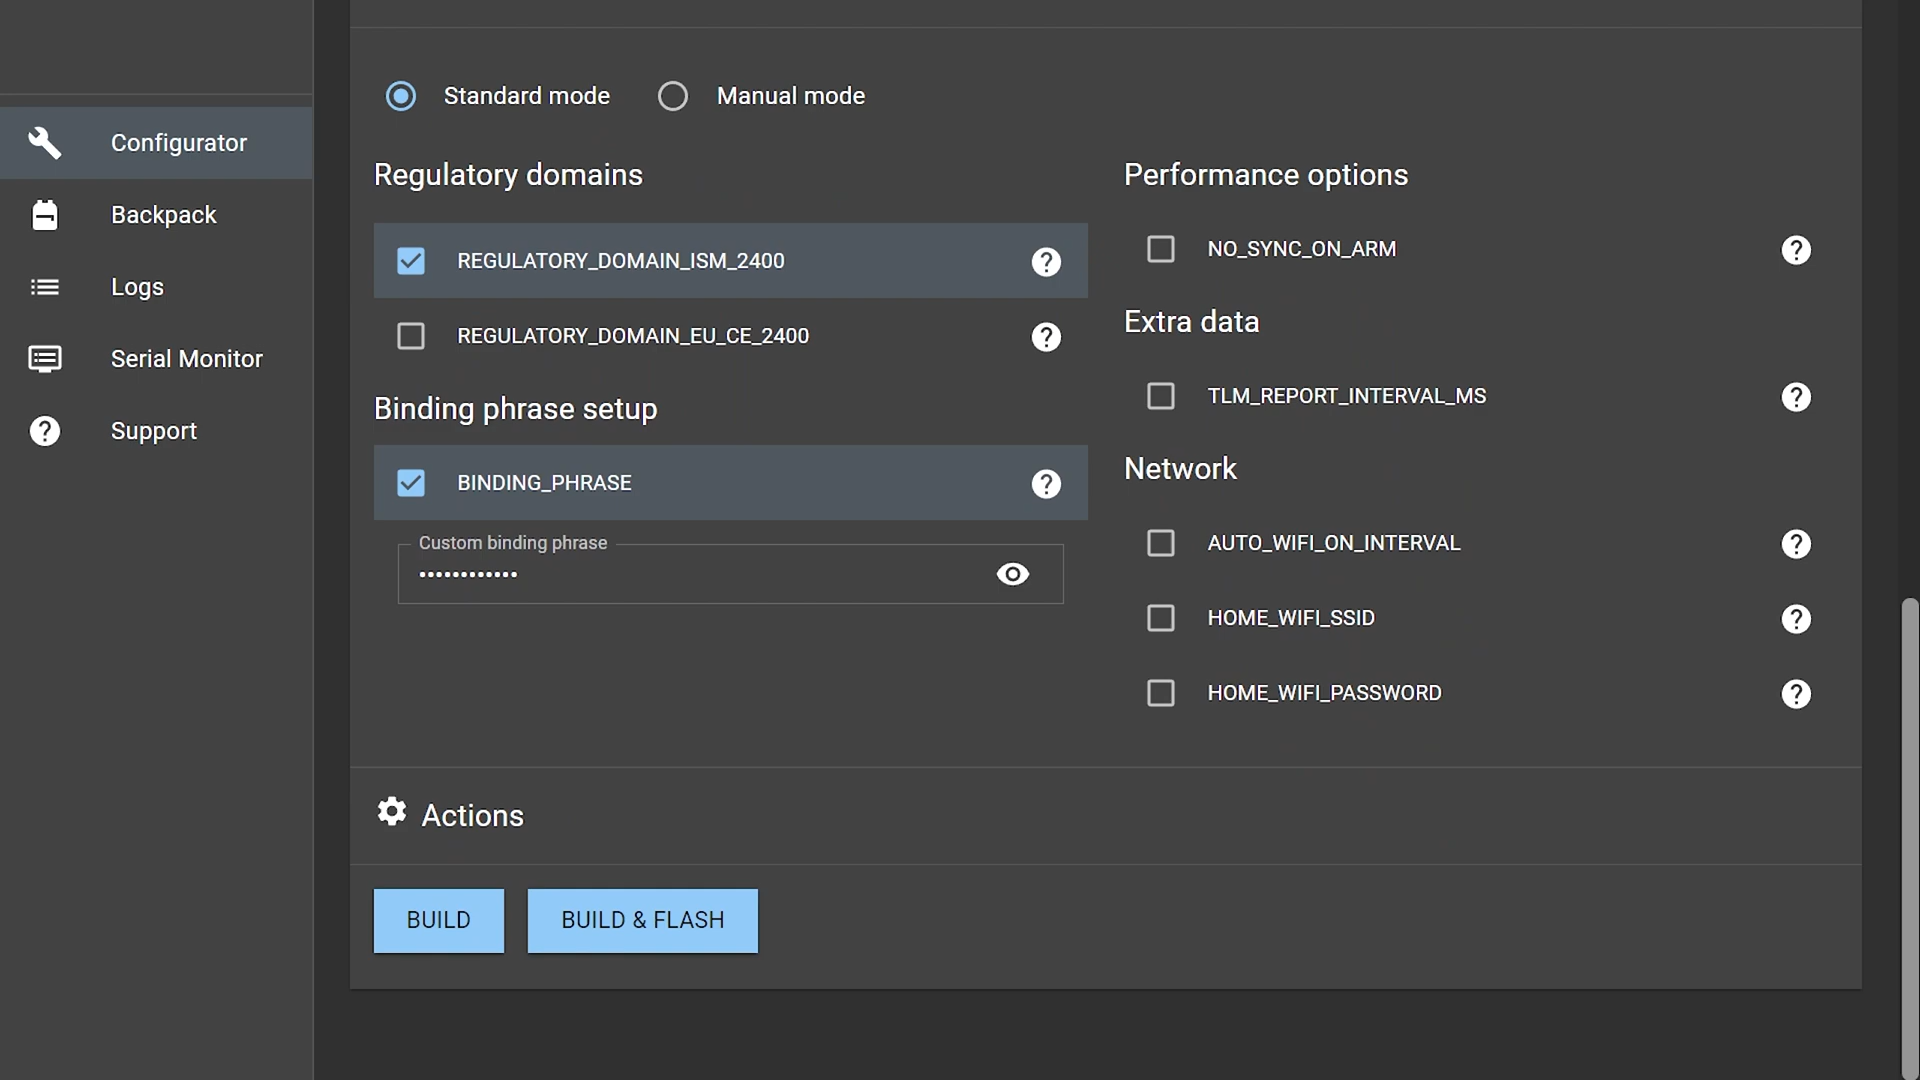 Configurator
Backpack
Logs
Serial Monitor
Support
Standard mode
Manual mode
Regulatory domains
REGULATORY_DOMAIN_ISM_2400
REGULATORY_DOMAIN_EU_CE_2400
Binding phrase setup
BINDING_PHRASE
Custom binding phrase
••••••••••••
Performance options
NO_SYNC_ON_ARM
Extra data
TLM_REPORT_INTERVAL_MS
Network
AUTO_WIFI_ON_INTERVAL
HOME_WIFI_SSID
HOME_WIFI_PASSWORD
Actions
BUILD
BUILD & FLASH